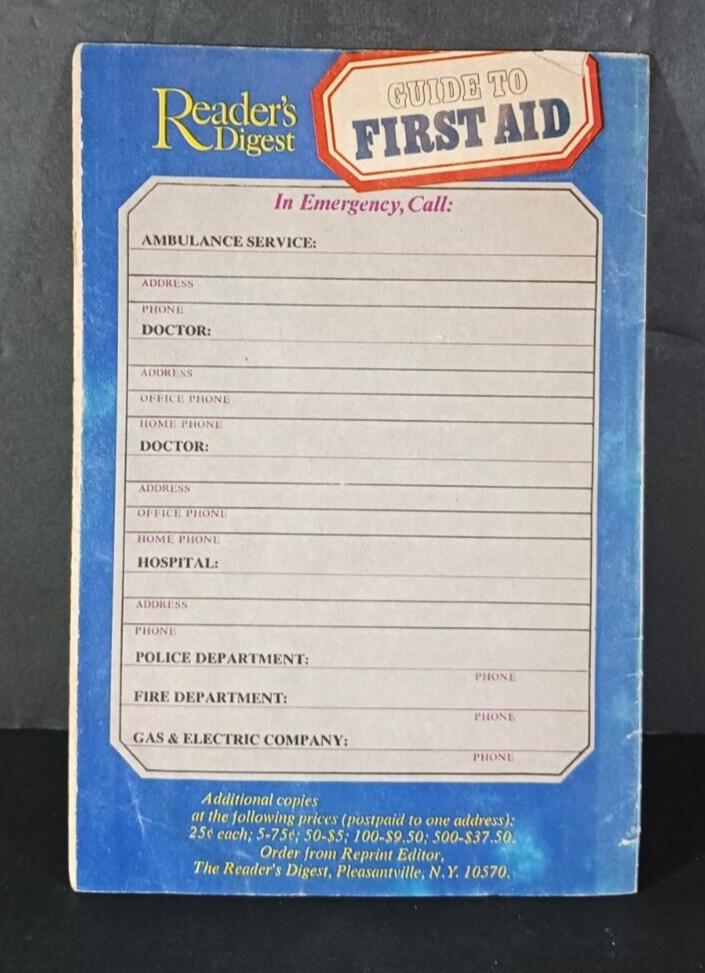 Reader's
Digest
GUIDE TO
FIRST AID
In Emergency, Call:
AMBULANCE SERVICE:
ADDRESS
PHONE
DOCTOR:
ADDRESS
OFFICE PHONE
HOME PHONE
DOCTOR:
ADDRESS
OFFICE PHONE
HOME PHONE
HOSPITAL:
ADDRESS
PHONE
POLICE DEPARTMENT:
PHONE
FIRE DEPARTMENT:
PHONE
GAS & ELECTRIC COMPANY:
PHONE
Additional copies
at the following prices (postpaid to one address):
25¢ each; 5-75¢; 50-$5; 100-$9.50; 500-$37.50.
Order from Reprint Editor,
The Reader's Digest, Pleasantville, N.Y. 10570.